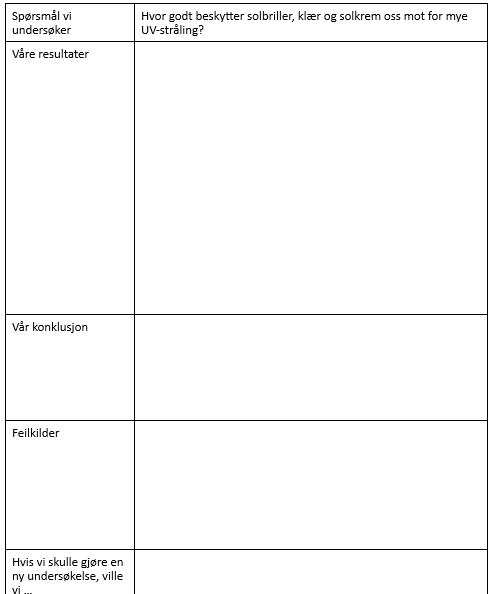 Spørsmål vi
undersøker
Hvor godt beskytter solbriller, klær og solkrem oss mot for mye
UV-stråling?
Våre resultater
Vår konklusjon
Feilkilder
Hvis vi skulle gjøre en
ny undersøkelse, ville
vi ...